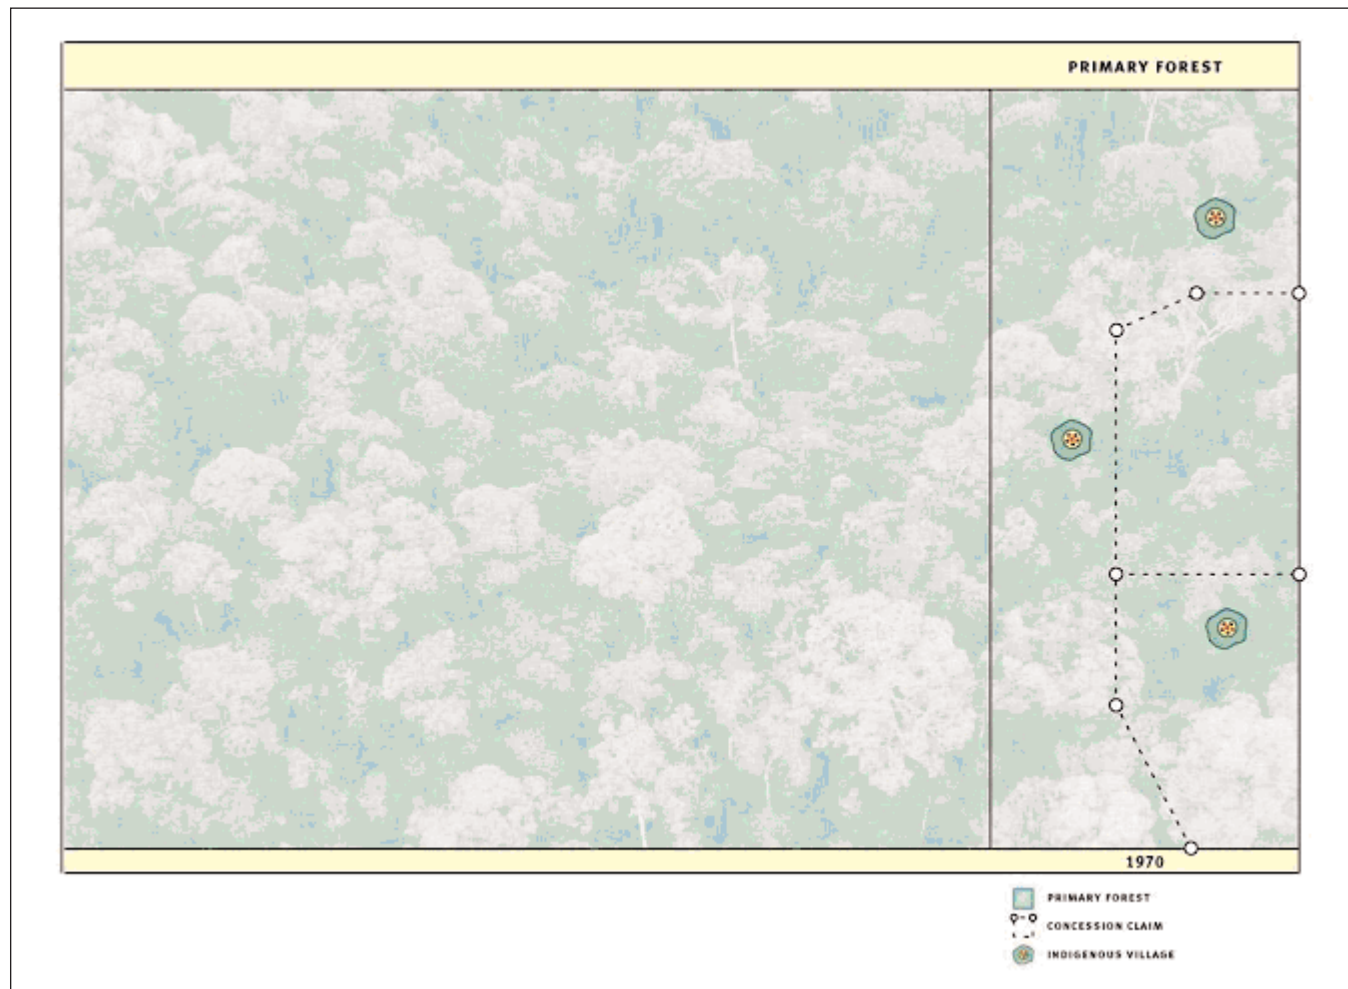 PRIMARY FOREST
1970
PRIMARY FOREST
CONCESSION CLAIM
INDIGENOUS VILLAGE